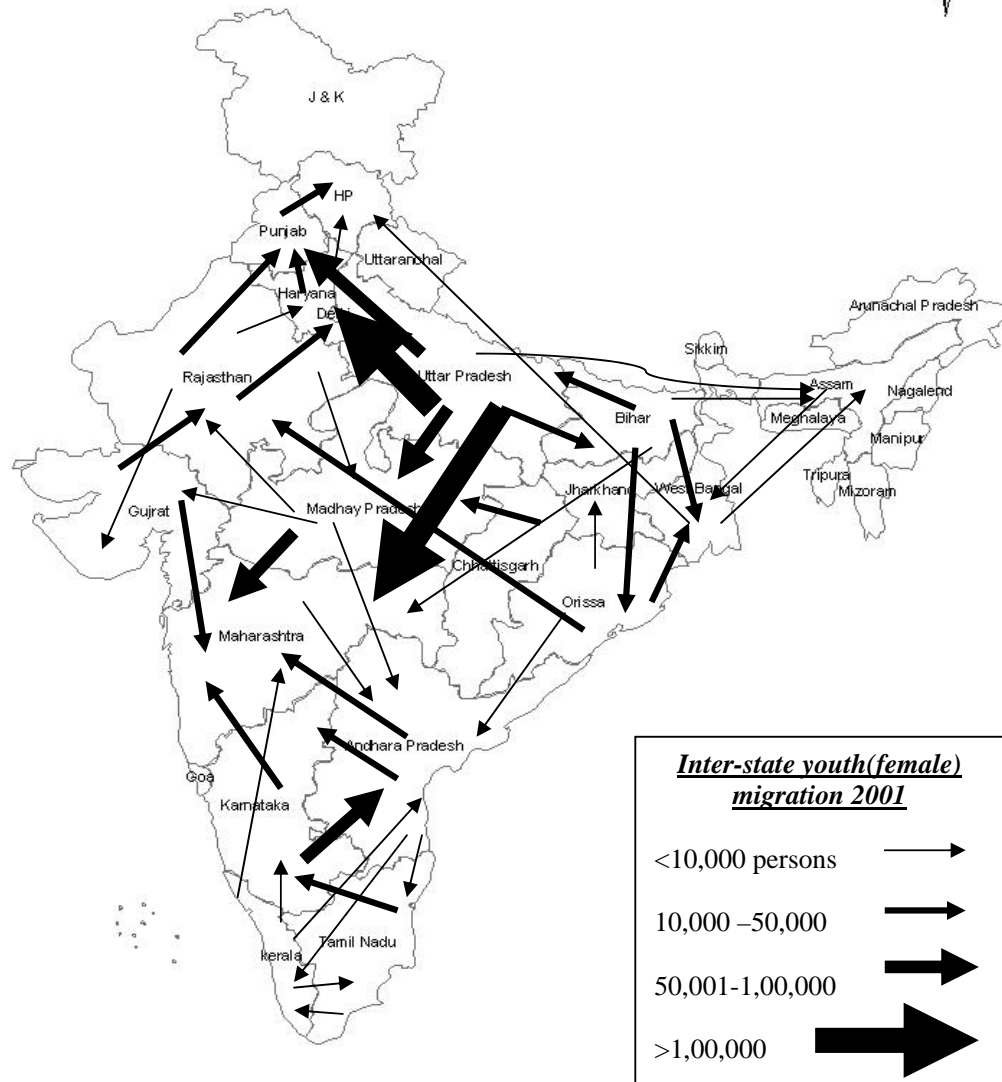 J & K
HP
Punjab
Uttaranchal
Haryana
Delhi
Arunachal Pradesh
Sikkim
Rajasthan
Uttar Pradesh
Assam
Nagalend
Bihar
Meghalaya
Manipur
Tripura
Mizoram
Jharkhand
West Bangal
Gujrat
Madhay Pradesh
Chhattisgarh
Orissa
Maharashtra
Andhara Pradesh
Goa
Karnataka
Tamil Nadu
kerala
Inter-state youth(female)
migration 2001
<10,000 persons
10,000 –50,000
50,001-1,00,000
>1,00,000